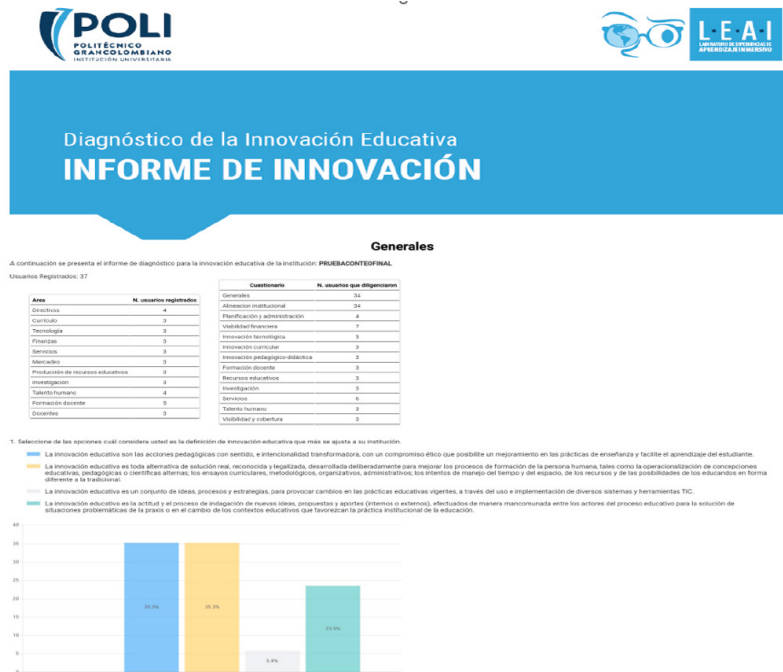 POLI
POLITÉCNICO
GRANCOLOMBIANO
INSTITUCIÓN UNIVERSITARIA
L·E·A·I
LABORATORIO DE EXPERIENCIAS DE
APRENDIZAJE INMERSIVO
Diagnóstico de la Innovación Educativa
INFORME DE INNOVACIÓN
Generales
A continuación se presenta el informe de diagnóstico para la innovación educativa de la institución: PRUEBACONTEOFINAL
Usuarios Registrados: 37
Area N. usuarios registrados
Directivos 4
Currículo 3
Tecnología 3
Finanzas 3
Servicios 3
Mercadeo 3
Producción de recursos educativos 3
Investigación 3
Talento humano 4
Formación docente 5
Docentes 3
Cuestionario N. usuarios que diligenciaron
Generales 34
Alineacion institucional 34
Planificación y administración 4
Viabilidad financiera 7
Innovación tecnológica 3
Innovación curricular 3
Innovación pedagógico-didáctica 3
Formación docente 3
Recursos educativos 3
Investigación 3
Servicios 6
Talento humano 3
Visibilidad y cobertura 3
1. Seleccione de las opciones cuál considera usted es la definición de innovación educativa que más se ajusta a su institución.
La innovación educativa son las acciones pedagógicas con sentido, e intencionalidad transformadora, con un compromiso ético que posibilite un mejoramiento en las prácticas de enseñanza y facilite el aprendizaje del estudiante.
La innovación educativa es toda alternativa de solución real, reconocida y legalizada, desarrollada deliberadamente para mejorar los procesos de formación de la persona humana, tales como la operacionalización de concepciones
educativas, pedagógicas o científicas alternas; los ensayos curriculares, metodológicos, organizativos, administrativos; los intentos de manejo del tiempo y del espacio, de los recursos y de las posibilidades de los educandos en forma
diferente a la tradicional.
La innovación educativa es un conjunto de ideas, procesos y estrategias, para provocar cambios en las prácticas educativas vigentes, a través del uso e implementación de diversos sistemas y herramientas TIC.
La innovación educativa es la actitud y el proceso de indagación de nuevas ideas, propuestas y aportes (internos o externos), efectuados de manera mancomunada entre los actores del proceso educativo para la solución de
situaciones problemáticas de la praxis o en el cambio de los contextos educativos que favorezcan la práctica institucional de la educación.
40
35
30
25
20
15
10
5
0
35.3%
35.3%
5.9%
23.5%